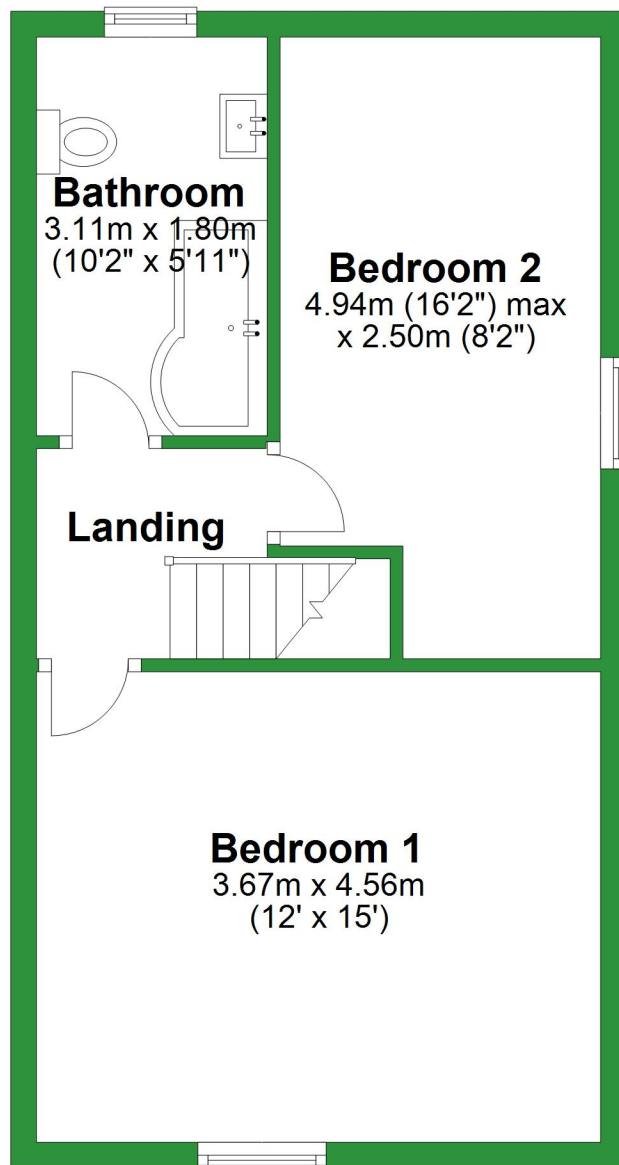 Bathroom
3.11m x 1.80m
(10'2" x 5'11")
Bedroom 2
4.94m (16'2") max
x 2.50m (8'2")
Landing
Bedroom 1
3.67m x 4.56m
(12' x 15')